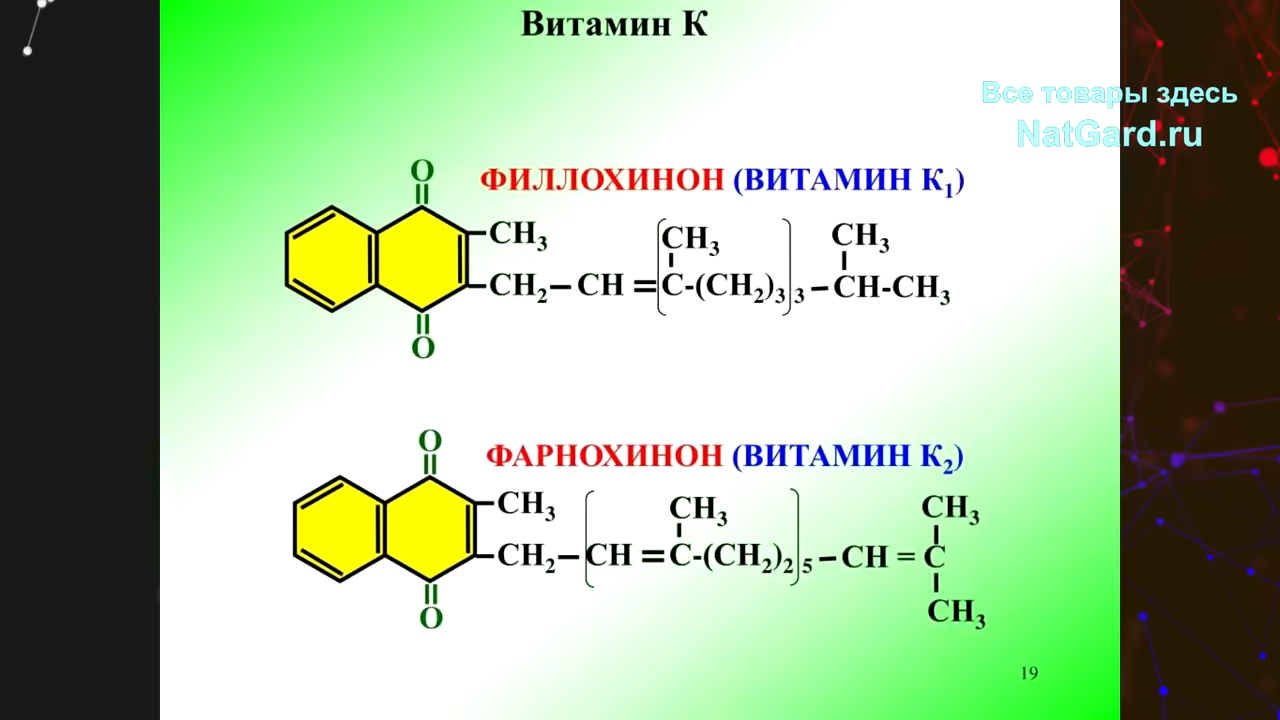 Витамин К
Все товары здесь
NatGard.ru
ФИЛЛОХИНОН (ВИТАМИН К₁)
O
CH₃
CH₃
CH₃
CH₂–CH=C-(CH₂)₃ ₃–CH-CH₃
O
ФАРНОХИНОН (ВИТАМИН К₂)
O
CH₃
CH₃
CH₃
CH₂–CH=C-(CH₂)₂ ₅–CH=C
CH₃
O
19